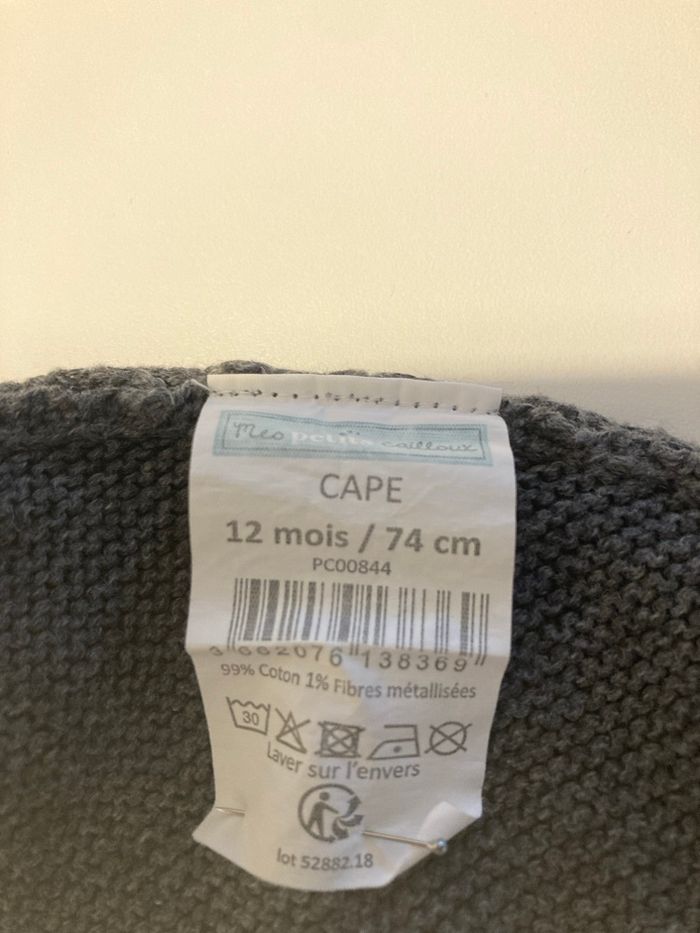 Mes petits cailloux
CAPE
12 mois / 74 cm
PC00844
3 662076 138369
99% Coton 1% Fibres métallisées
30
Laver sur l'envers
lot 52882.18